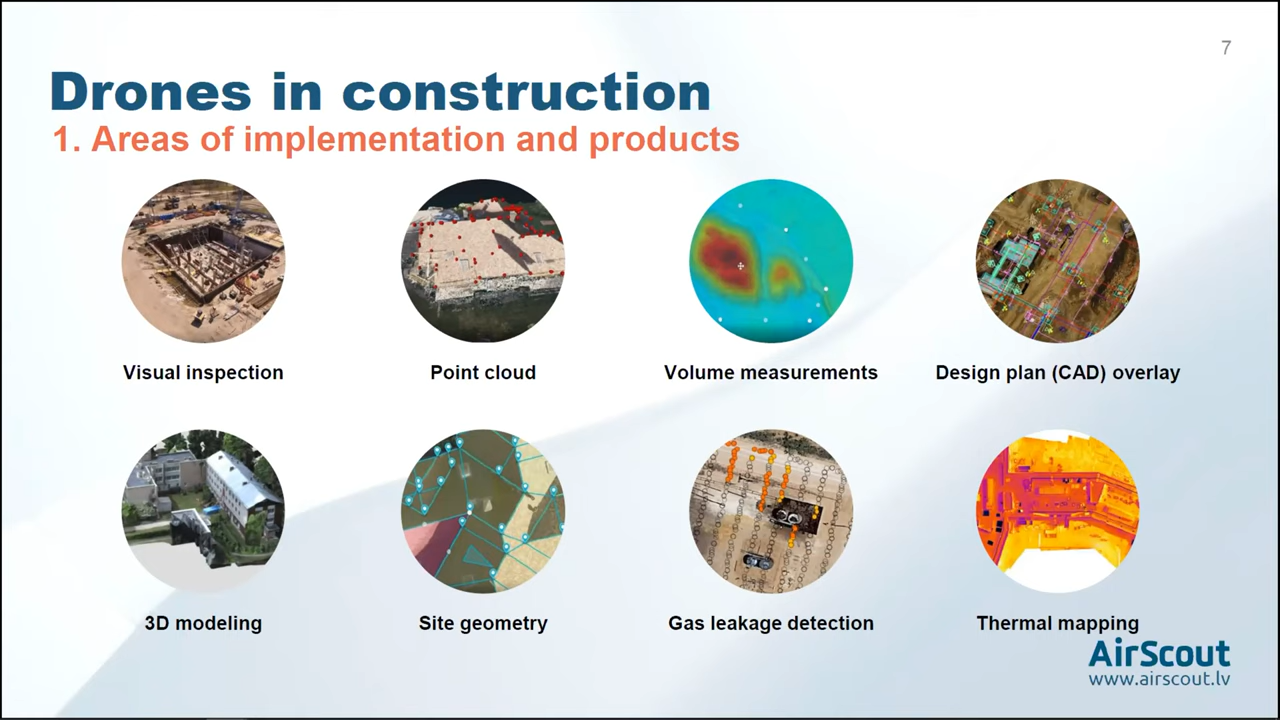 7
Drones in construction
1. Areas of implementation and products
Visual inspection
Point cloud
Volume measurements
Design plan (CAD) overlay
3D modeling
Site geometry
Gas leakage detection
Thermal mapping
AirScout
www.airscout.lv